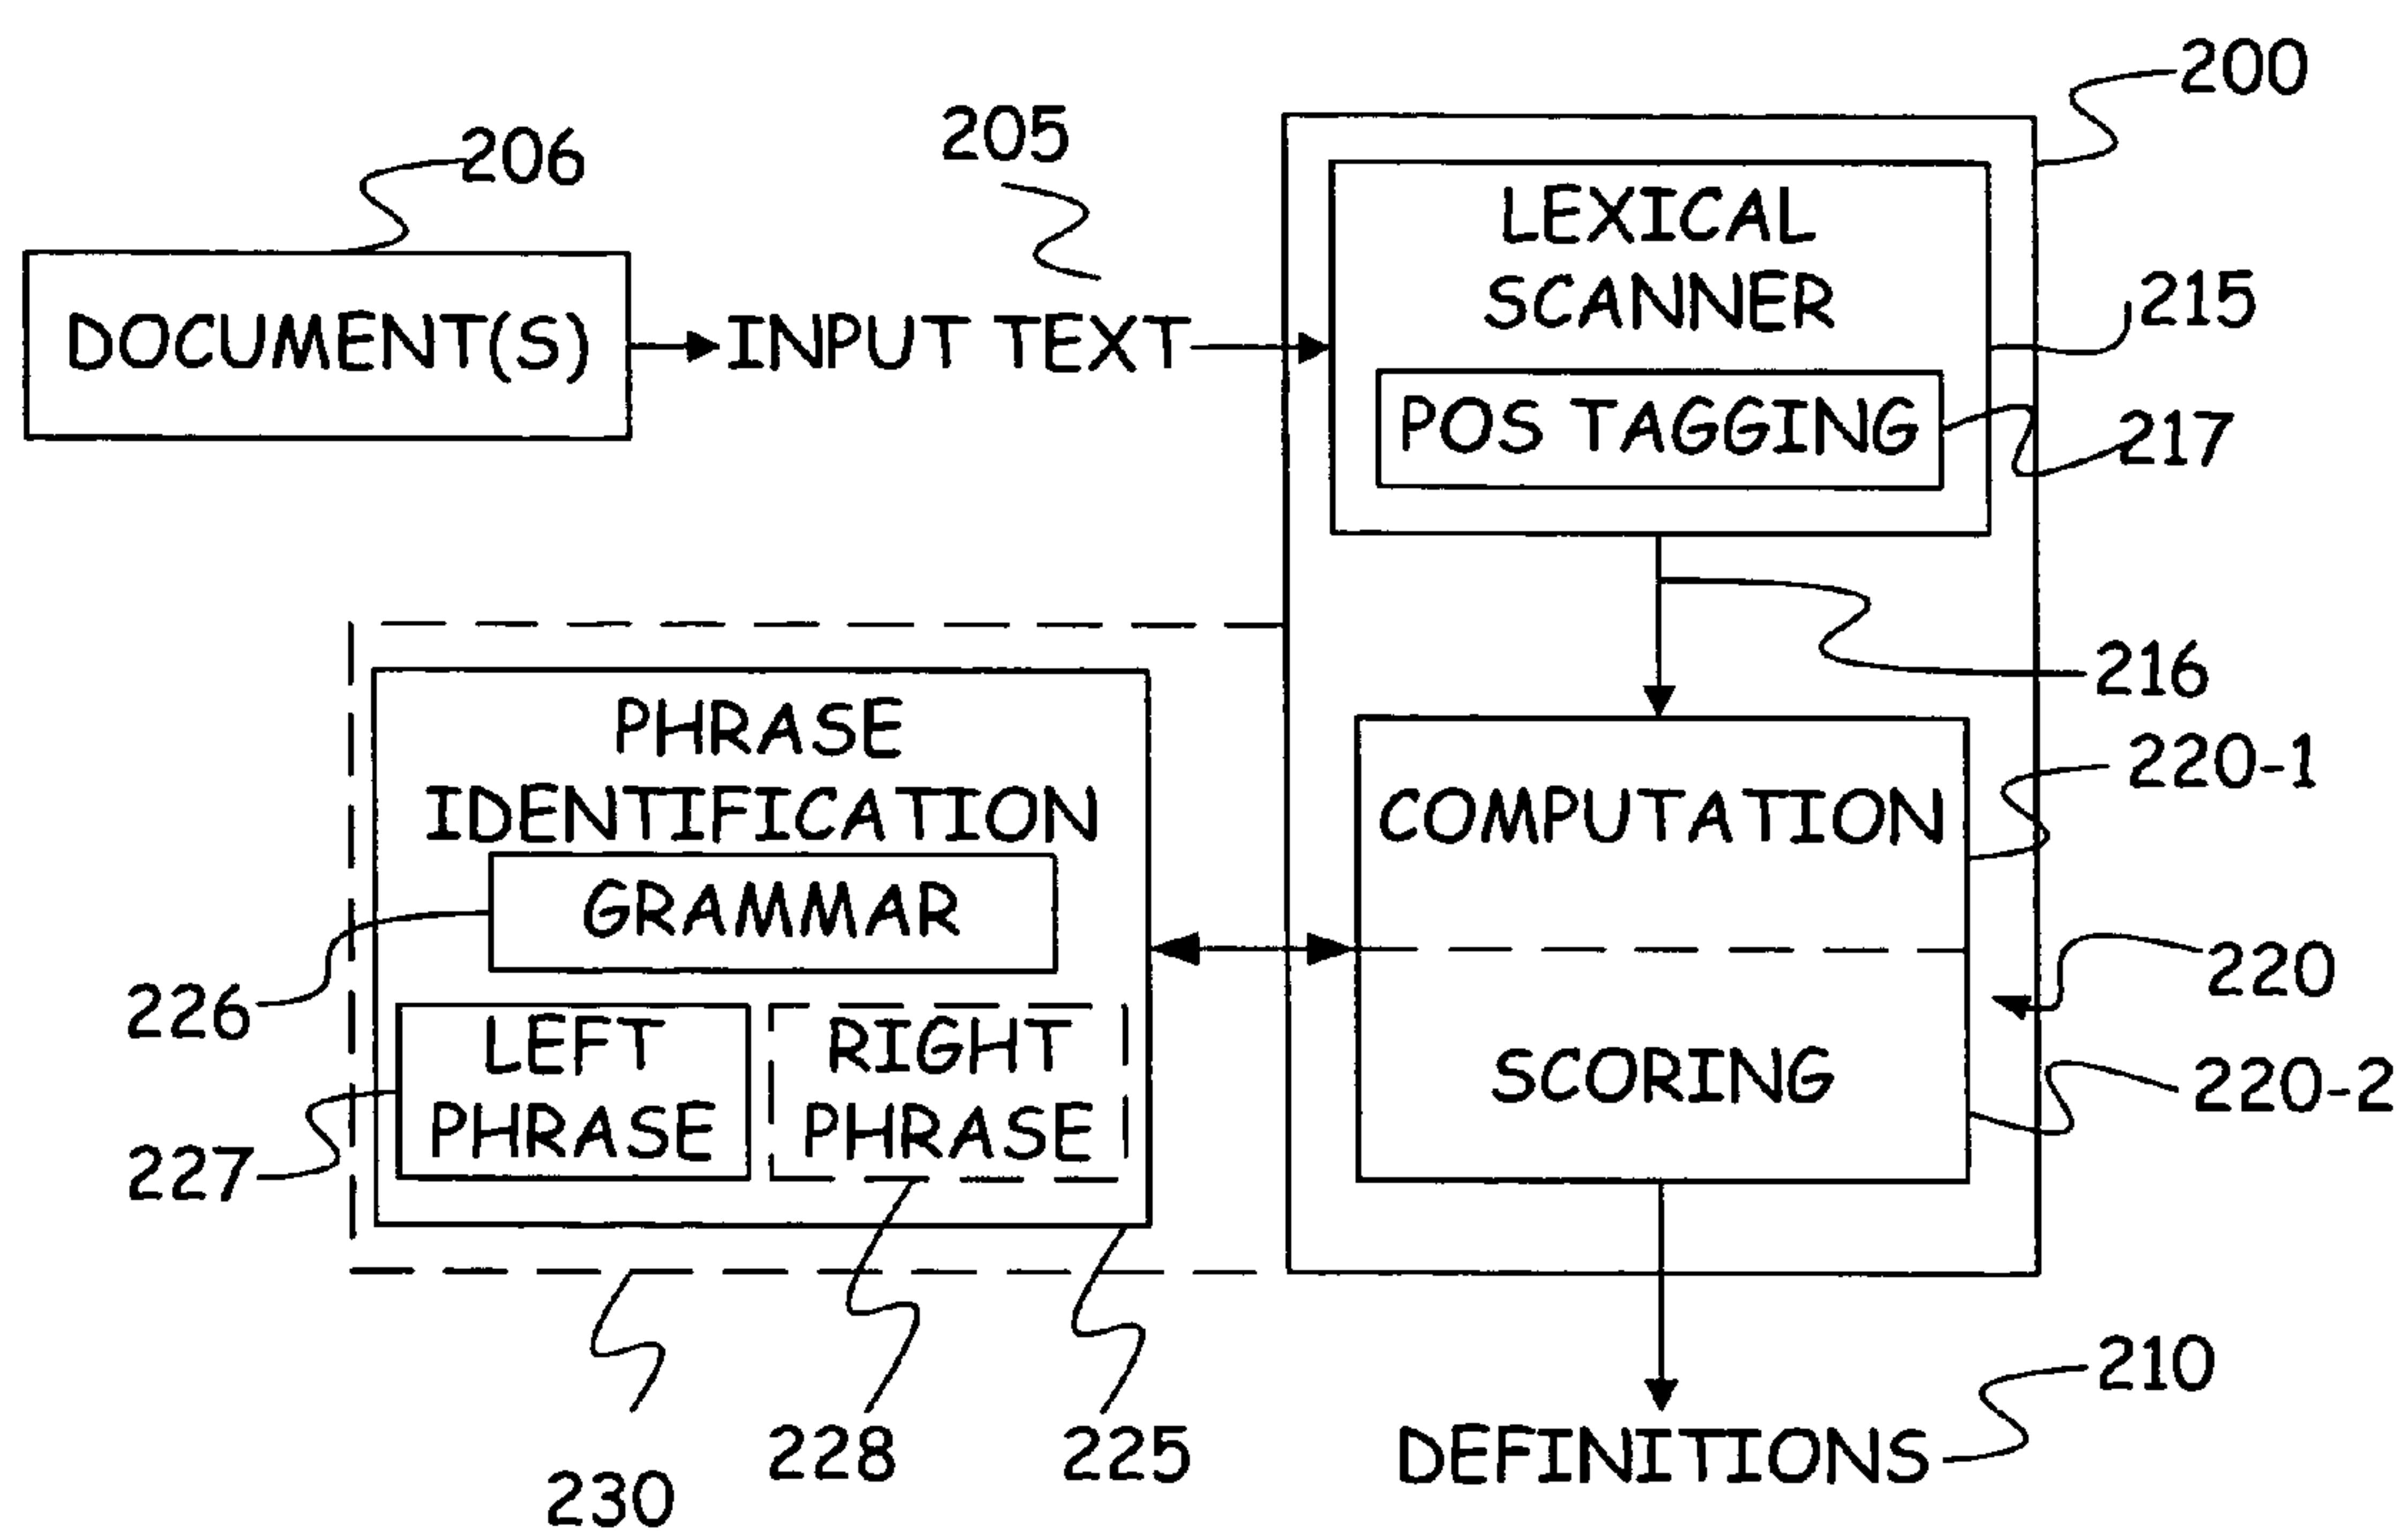 200
205
206
LEXICAL
SCANNER
215
DOCUMENT(S)
INPUT TEXT
POS TAGGING
217
216
PHRASE
IDENTIFICATION
220-1
COMPUTATION
GRAMMAR
220
226
LEFT
PHRASE
RIGHT
PHRASE
SCORING
220-2
227
210
228
225
DEFINITIONS
230